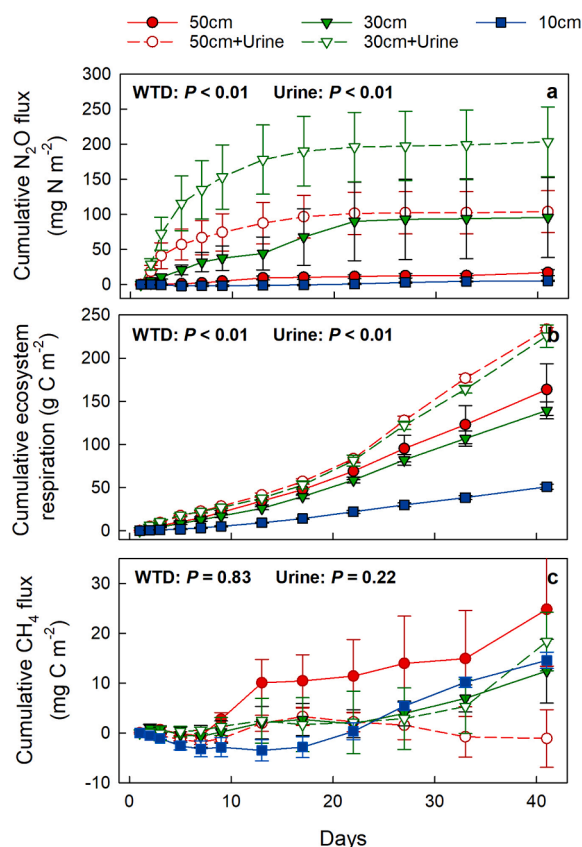 50cm 30cm 10cm
50cm+Urine 30cm+Urine
Cumulative N₂O flux
(mg N m⁻²)
300
250
200
150
100
50
0
WTD: P < 0.01 Urine: P < 0.01 a
Cumulative ecosystem
respiration (g C m⁻²)
250
200
150
100
50
0
WTD: P < 0.01 Urine: P < 0.01 b
Cumulative CH₄ flux
(mg C m⁻²)
30
20
10
0
-10
WTD: P = 0.83 Urine: P = 0.22 c
0 10 20 30 40
Days